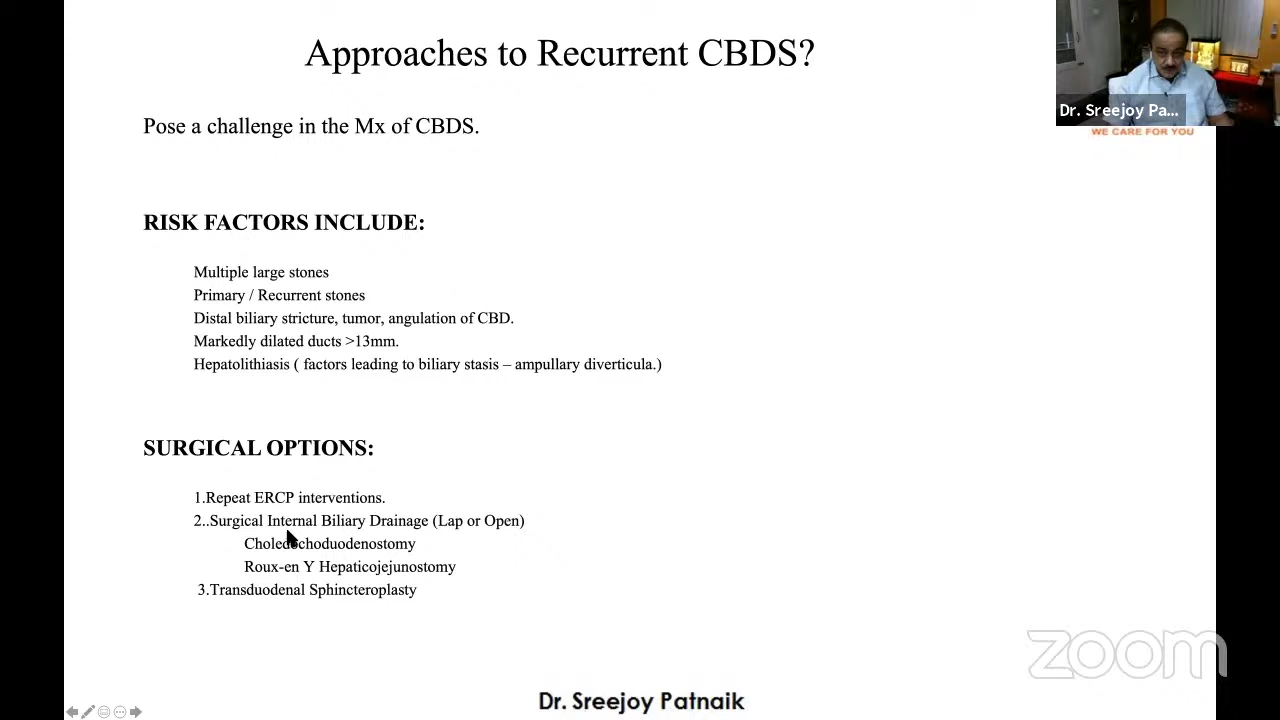 Approaches to Recurrent CBDS?
Dr. Sreejoy Pa...
WE CARE FOR YOU
Pose a challenge in the Mx of CBDS.
RISK FACTORS INCLUDE:
Multiple large stones
Primary / Recurrent stones
Distal biliary stricture, tumor, angulation of CBD.
Markedly dilated ducts >13mm.
Hepatolithiasis ( factors leading to biliary stasis – ampullary diverticula.)
SURGICAL OPTIONS:
1.Repeat ERCP interventions.
2..Surgical Internal Biliary Drainage (Lap or Open)
Choledochoduodenostomy
Roux-en Y Hepaticojejunostomy
3.Transduodenal Sphincteroplasty
zoom
Dr. Sreejoy Patnaik